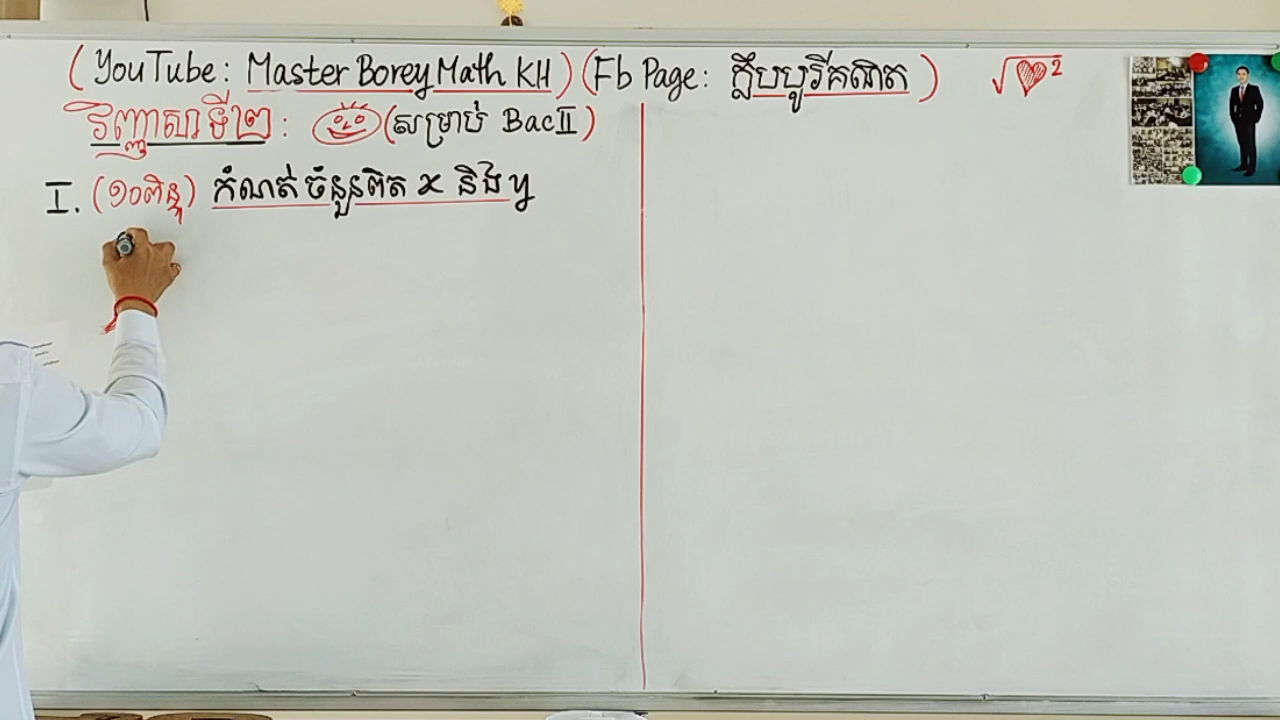 (YouTube: Master Borey Math KH) (Fb Page: ក្លឹបបូរីគណិត) √♥²
វិញ្ញាសាទី២: (សម្រាប់ BacII)
I. (១០ពិន្ទុ) កំណត់ចំនួនពិត x និង y